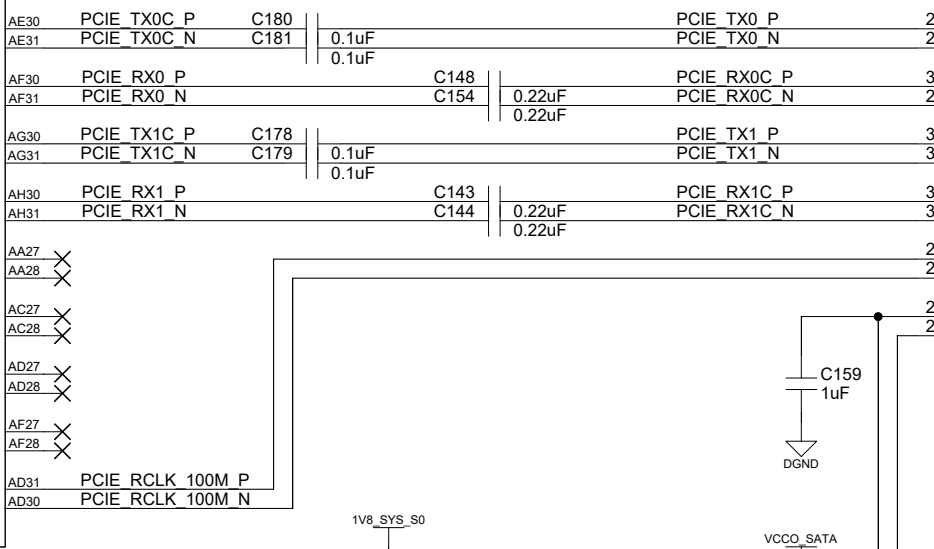 AE30 PCIE_TX0C_P C180 PCIE_TX0_P 2
AE31 PCIE_TX0C_N C181 0.1uF PCIE_TX0_N 2
0.1uF
AF30 PCIE_RX0_P C148 PCIE_RX0C_P 3
AF31 PCIE_RX0_N C154 0.22uF PCIE_RX0C_N 2
0.22uF
AG30 PCIE_TX1C_P C178 PCIE_TX1_P 3
AG31 PCIE_TX1C_N C179 0.1uF PCIE_TX1_N 3
0.1uF
AH30 PCIE_RX1_P C143 PCIE_RX1C_P 3
AH31 PCIE_RX1_N C144 0.22uF PCIE_RX1C_N 3
0.22uF
AA27 2
AA28 2
AC27 2
AC28 2
AD27 C159
AD28 1uF
AF27
AF28
DGND
AD31 PCIE_RCLK_100M_P
AD30 PCIE_RCLK_100M_N
1V8_SYS_S0
VCCO_SATA